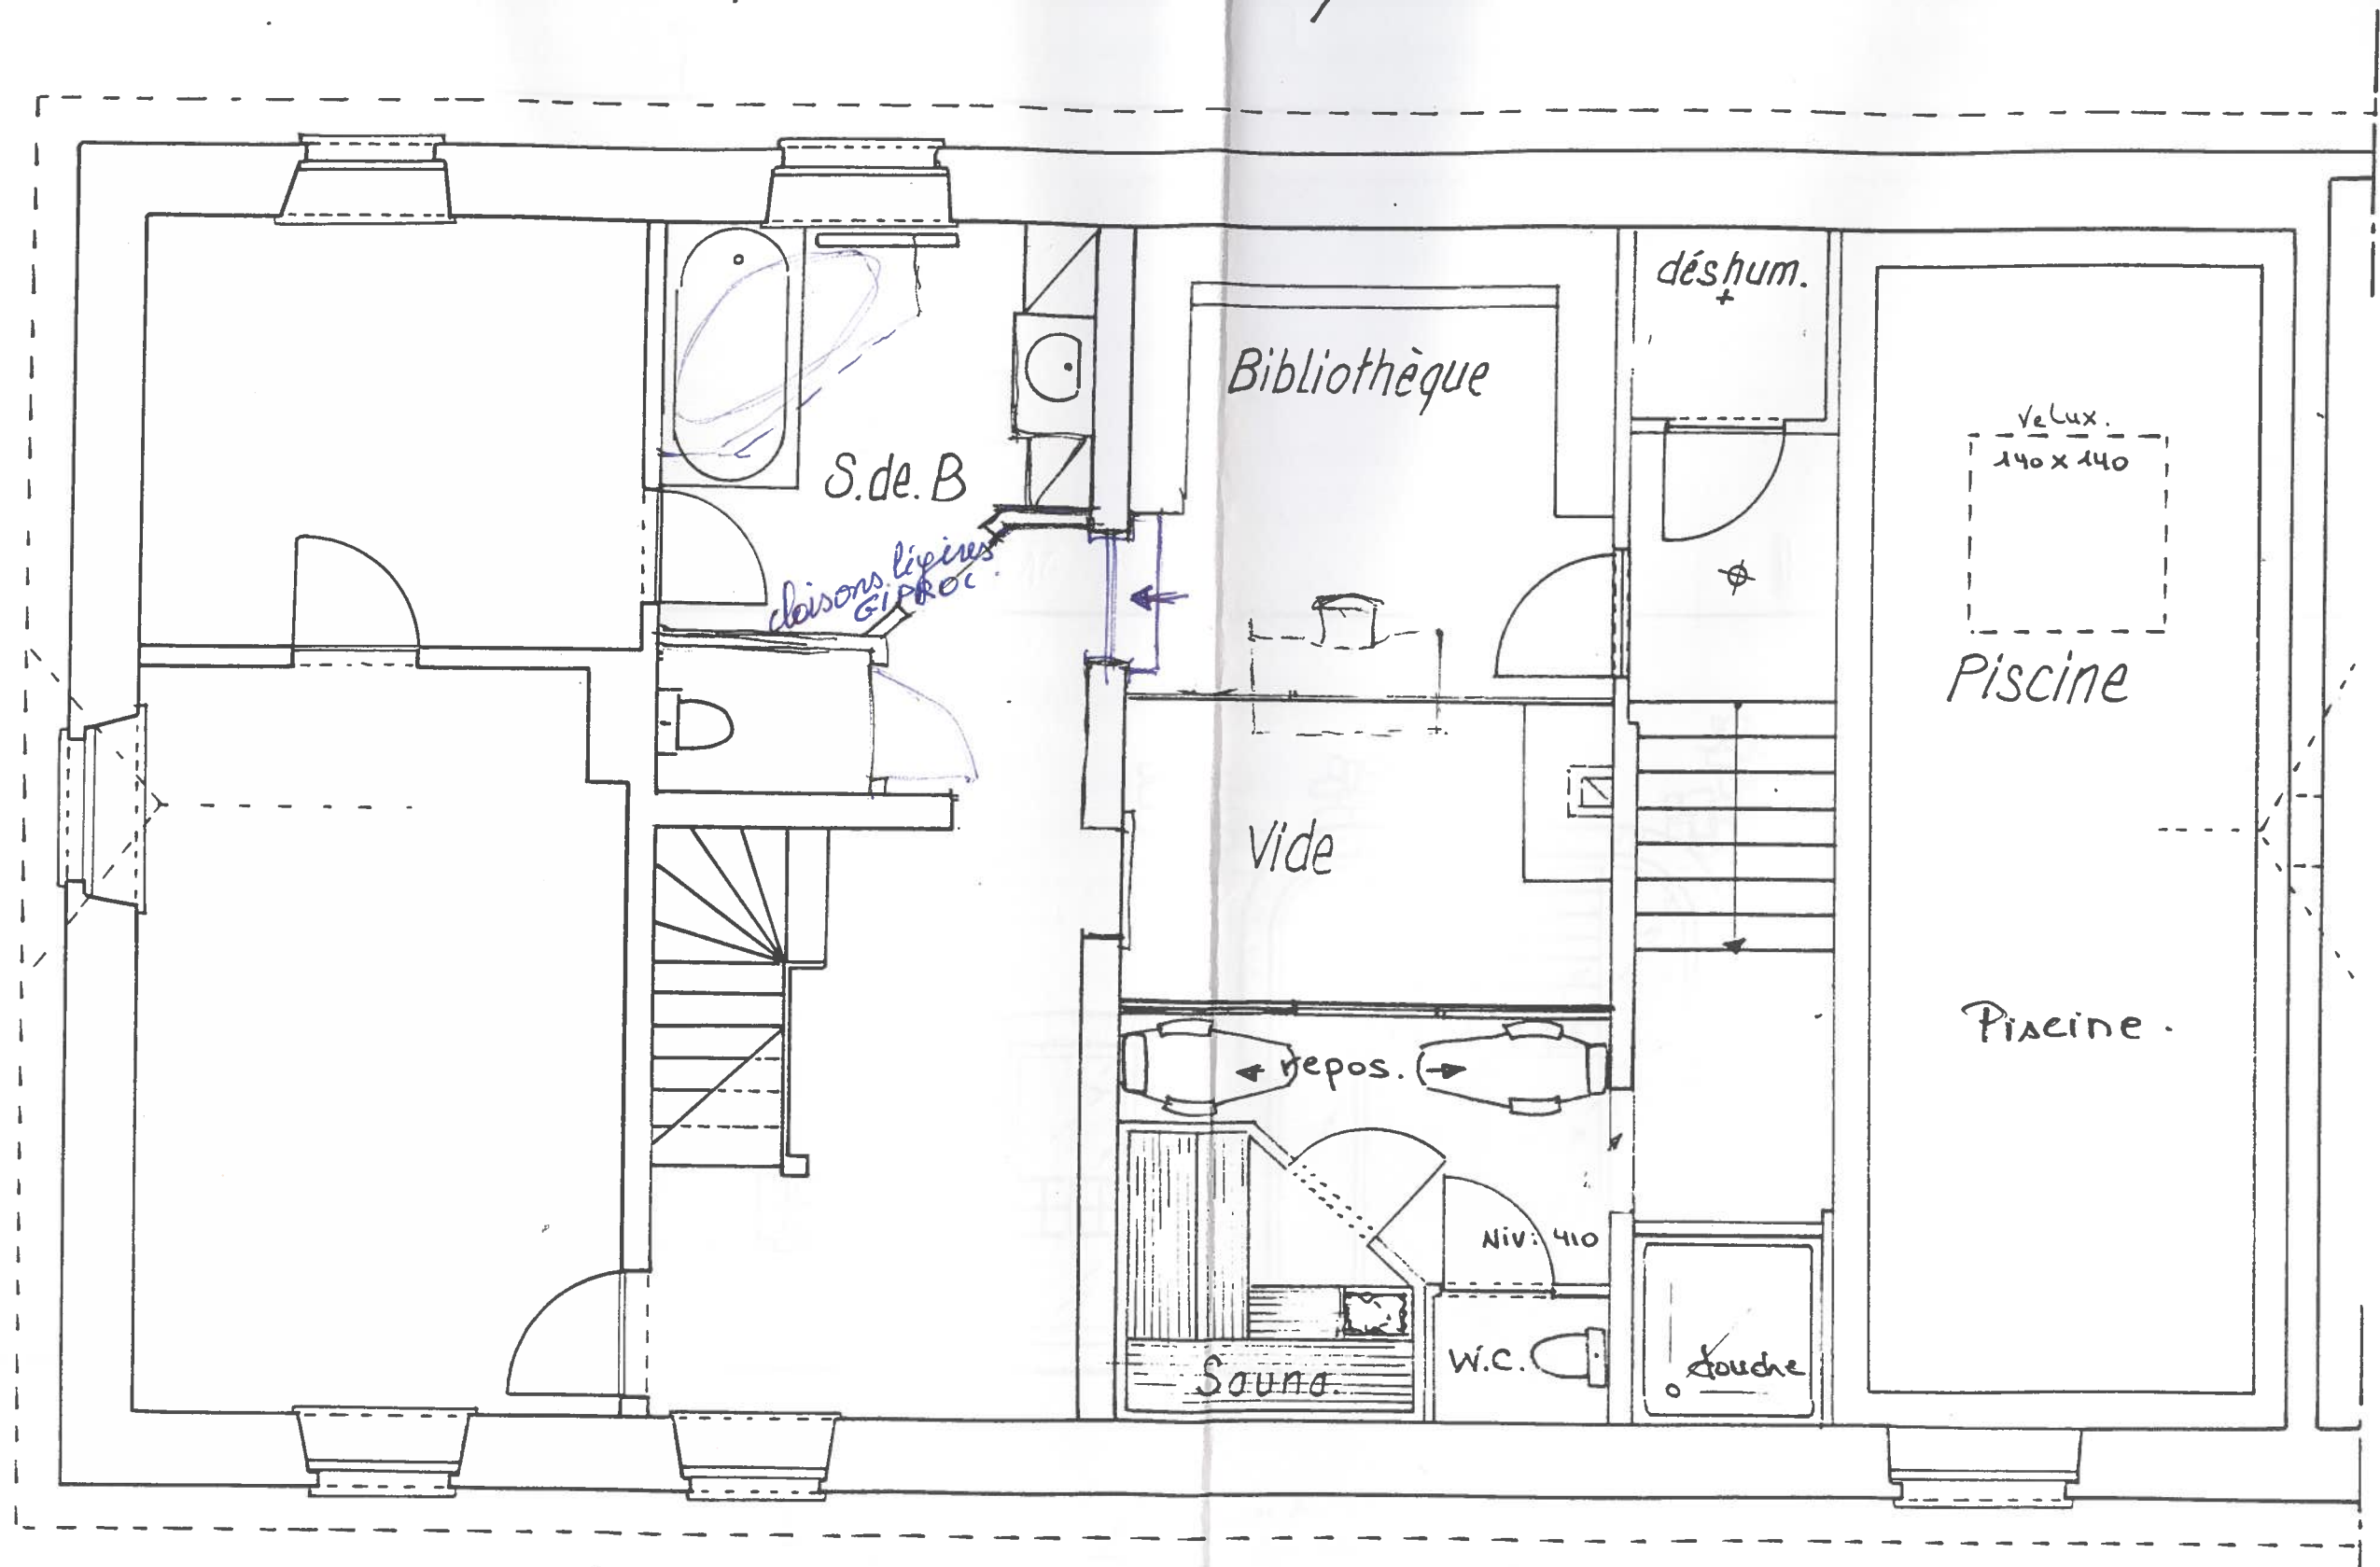 déshum.
+
Bibliothèque
Velux.
140 x 140
S.de.B
cloisons légères
GIPROC.
Piscine
Vide
Piscine.
repos.
Niv: 410
W.C.
douche
Sauna.